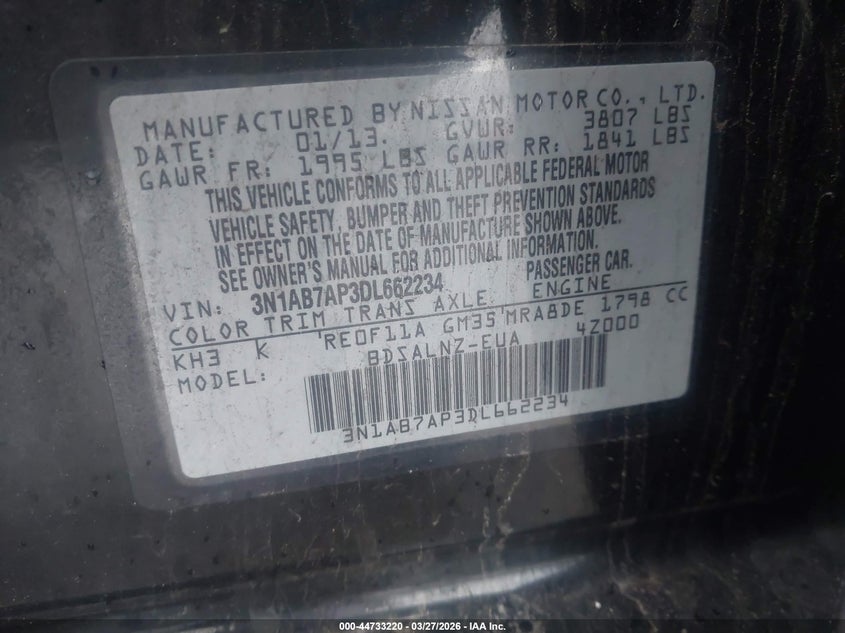 MANUFACTURED BY NISSAN MOTOR CO., LTD.
DATE: 01/13. GVWR: 3807 LBS
GAWR FR: 1995 LBS GAWR RR: 1841 LBS
THIS VEHICLE CONFORMS TO ALL APPLICABLE FEDERAL MOTOR
VEHICLE SAFETY, BUMPER AND THEFT PREVENTION STANDARDS
IN EFFECT ON THE DATE OF MANUFACTURE SHOWN ABOVE.
SEE OWNER'S MANUAL FOR ADDITIONAL INFORMATION.
VIN: 3N1AB7AP3DL662234 PASSENGER CAR.
COLOR TRIM TRANS AXLE ENGINE
KH3 K RE0F11A GM35 MRA8DE 1798 CC
MODEL: BDSALNZ-EUA 4Z000
3N1AB7AP3DL662234
000-44733220 - 03/27/2026 - IAA Inc.